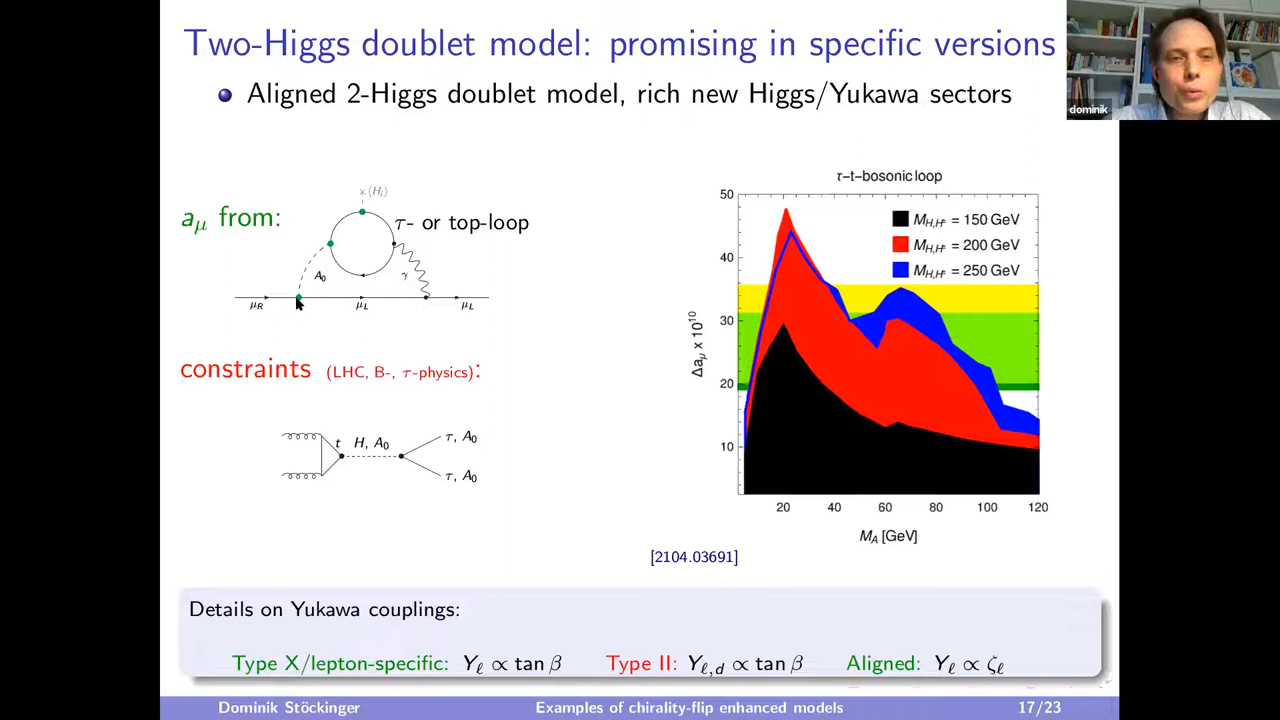 Two-Higgs doublet model: promising in specific versions
Aligned 2-Higgs doublet model, rich new Higgs/Yukawa sectors
dominik
aμ from:
⟨Hi⟩
τ- or top-loop
A0
γ
μR
μL
μL
constraints (LHC, B-, τ-physics):
t
H, A0
τ, A0
τ, A0
τ−t−bosonic loop
MH,H± = 150 GeV
MH,H± = 200 GeV
MH,H± = 250 GeV
50
40
30
20
10
Δaμ x 10^10
20 40 60 80 100 120
MA [GeV]
[2104.03691]
Details on Yukawa couplings:
Type X/lepton-specific: Yℓ ∝ tan β Type II: Yℓ,d ∝ tan β Aligned: Yℓ ∝ ζℓ
Dominik Stöckinger Examples of chirality-flip enhanced models 17/23